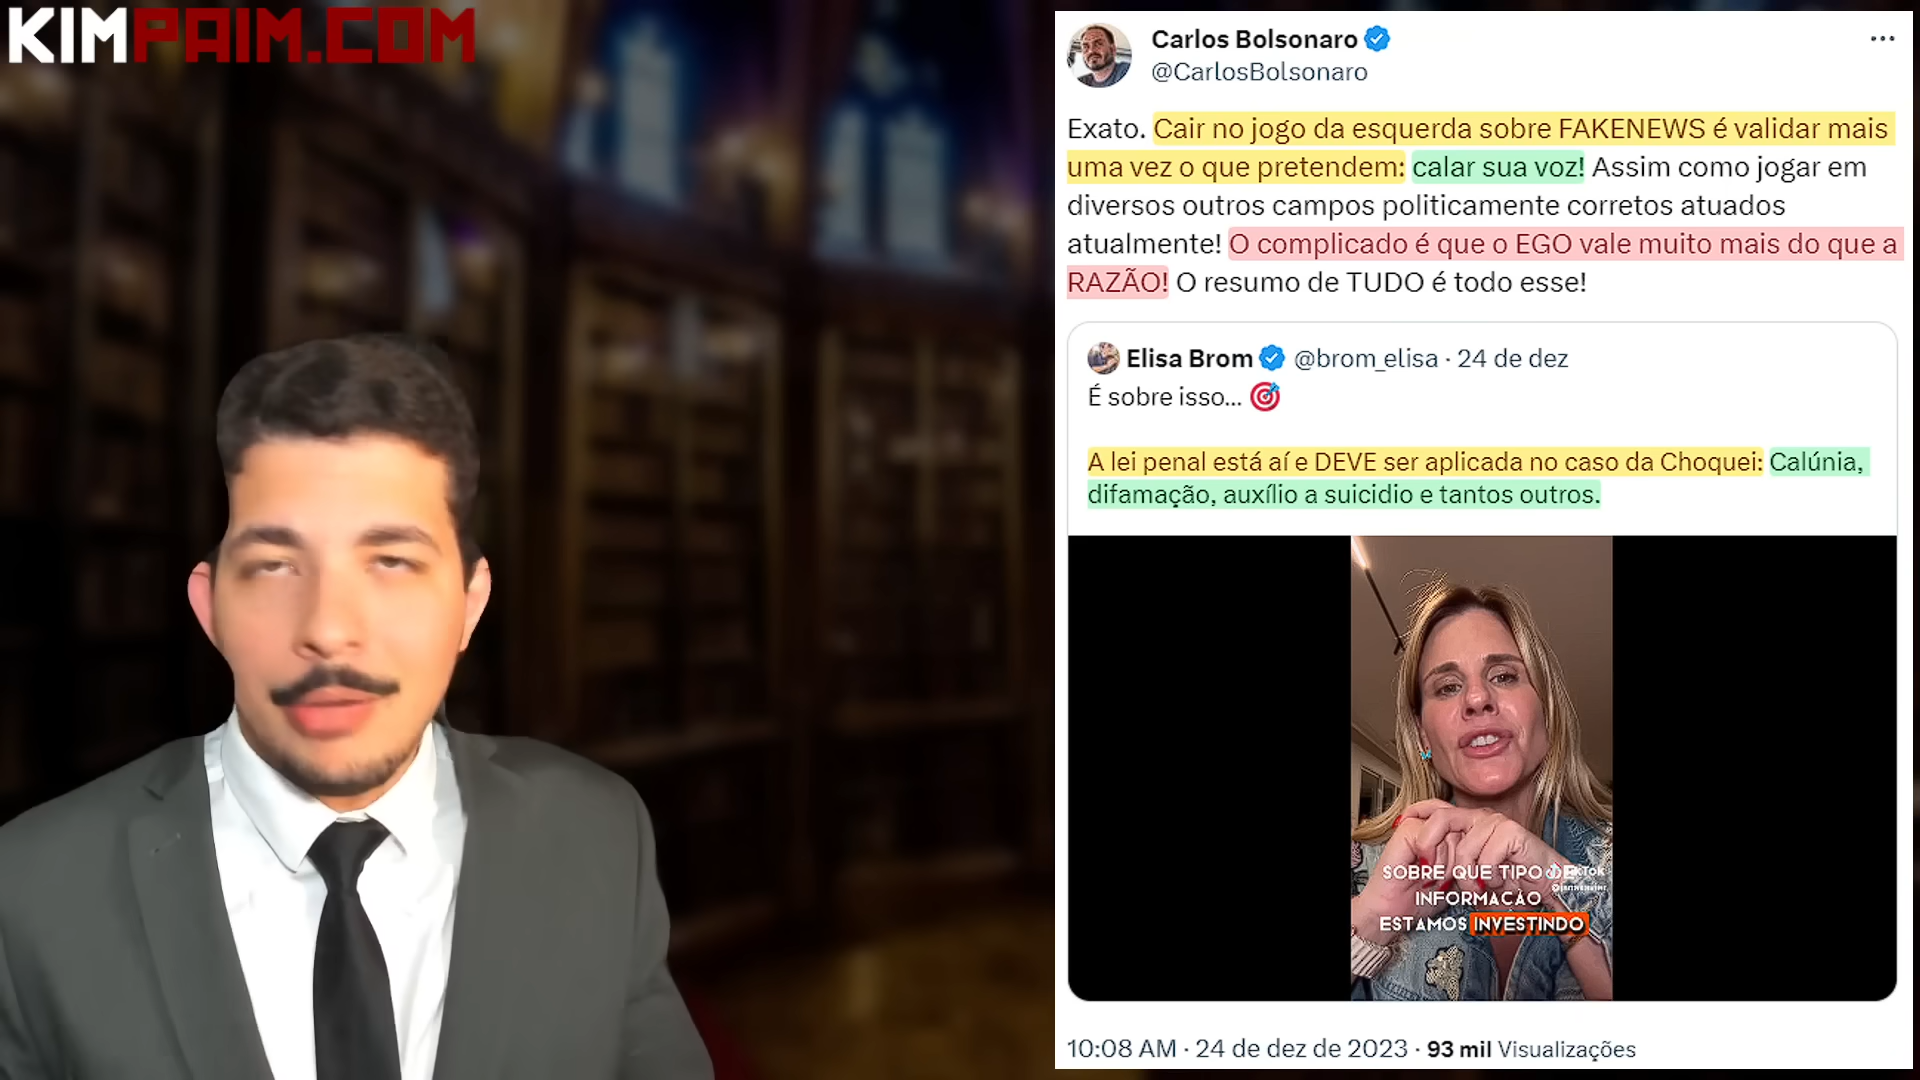 KIMPAIM.COM
Carlos Bolsonaro
@CarlosBolsonaro
Exato. Cair no jogo da esquerda sobre FAKENEWS é validar mais
uma vez o que pretendem: calar sua voz! Assim como jogar em
diversos outros campos politicamente corretos atuados
atualmente! O complicado é que o EGO vale muito mais do que a
RAZÃO! O resumo de TUDO é todo esse!
Elisa Brom @brom_elisa · 24 de dez
É sobre isso...
A lei penal está aí e DEVE ser aplicada no caso da Choquei: Calúnia,
difamação, auxílio a suicidio e tantos outros.
SOBRE QUE TIPO DE
INFORMAÇÃO
ESTAMOS INVESTINDO
10:08 AM · 24 de dez de 2023 · 93 mil Visualizações